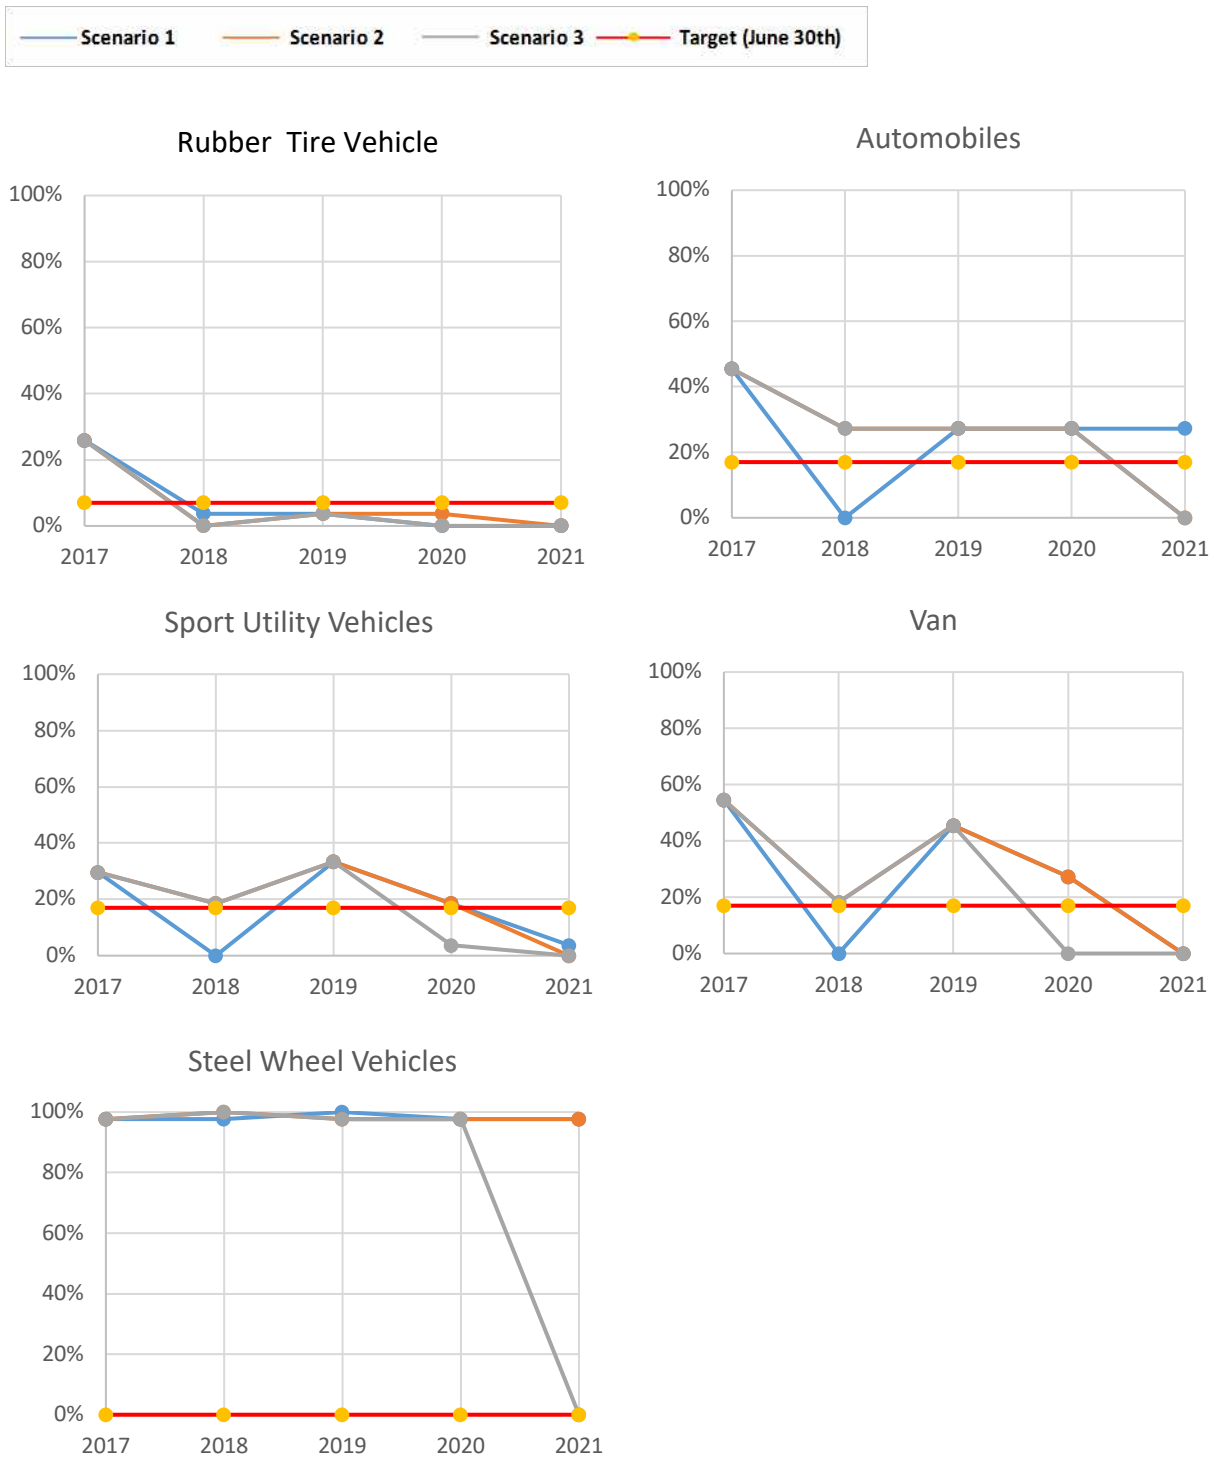 Scenario 1 Scenario 2 Scenario 3 Target (June 30th)
Rubber Tire Vehicle
100%
80%
60%
40%
20%
0%
2017 2018 2019 2020 2021
Automobiles
100%
80%
60%
40%
20%
0%
2017 2018 2019 2020 2021
Sport Utility Vehicles
100%
80%
60%
40%
20%
0%
2017 2018 2019 2020 2021
Van
100%
80%
60%
40%
20%
0%
2017 2018 2019 2020 2021
Steel Wheel Vehicles
100%
80%
60%
40%
20%
0%
2017 2018 2019 2020 2021